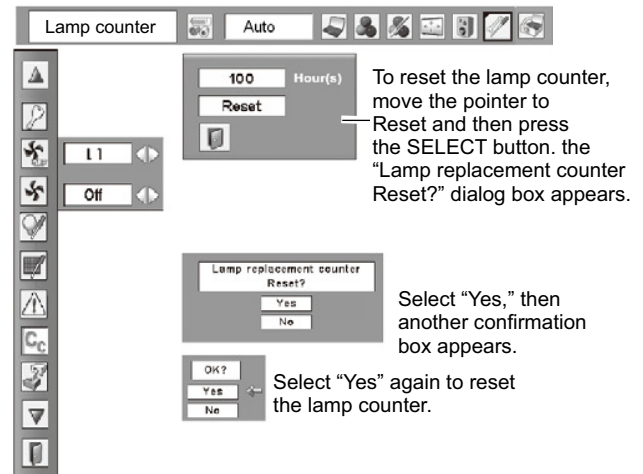 Lamp counter
Auto
100 Hour(s)
Reset
To reset the lamp counter,
move the pointer to
Reset and then press
the SELECT button. the
“Lamp replacement counter
Reset?” dialog box appears.
L1
Off
Lamp replacement counter
Reset?
Yes
No
Select “Yes,” then
another confirmation
box appears.
Cc
OK?
Yes
No
Select “Yes” again to reset
the lamp counter.